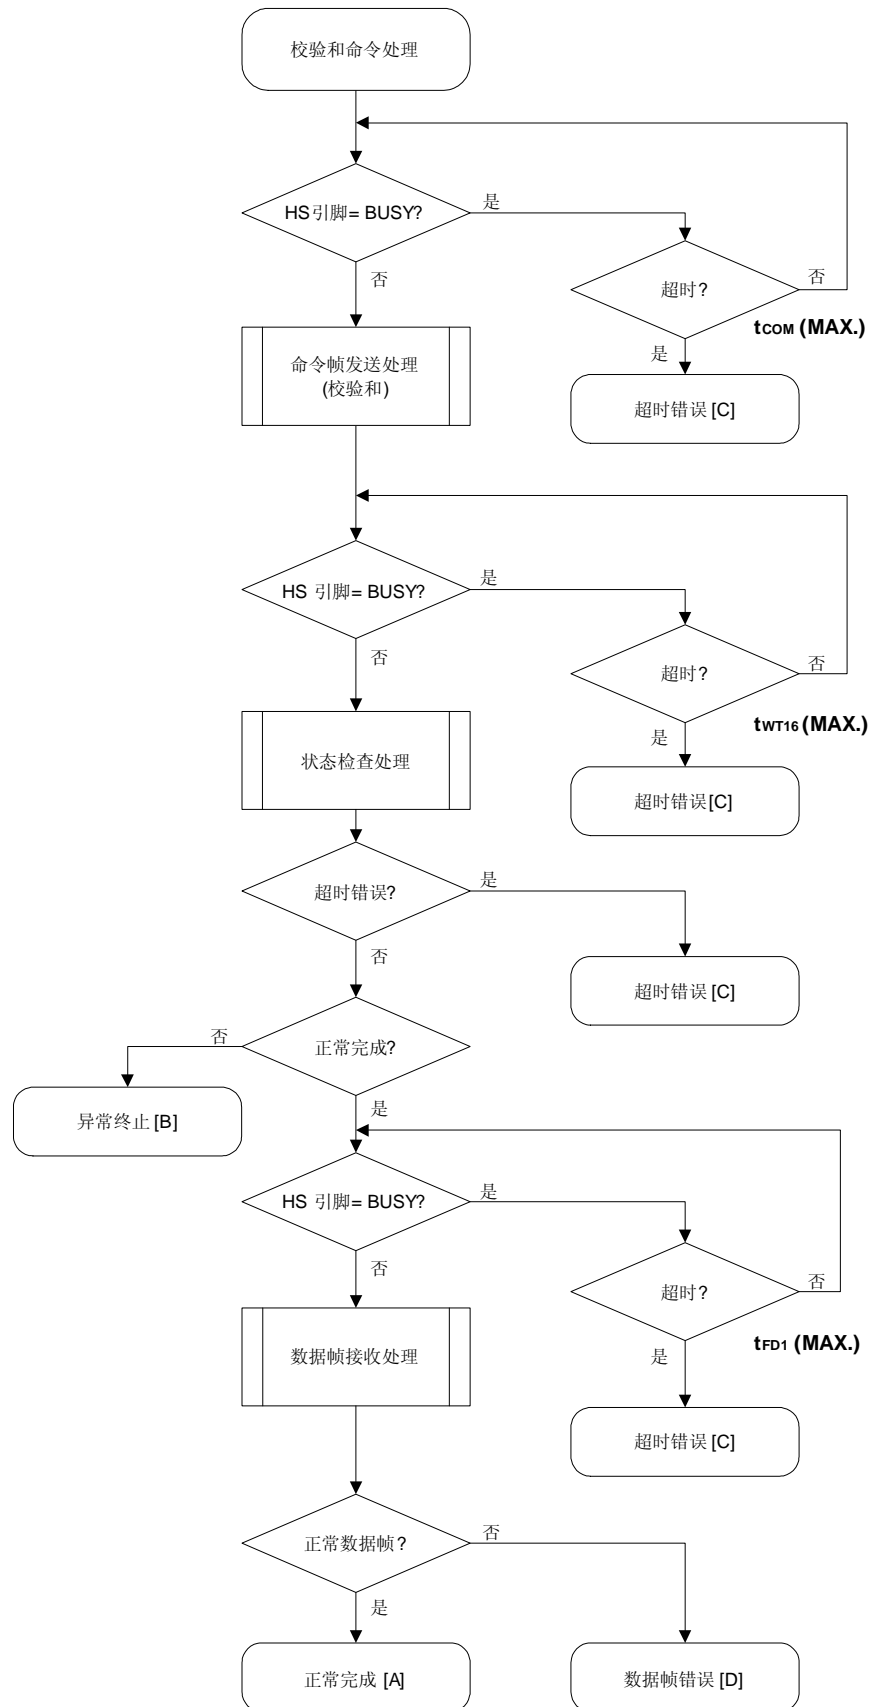 校验和命令处理
HS引脚= BUSY?
是
否
超时?
否
tCOM (MAX.)
是
命令帧发送处理
(校验和)
超时错误 [C]
HS 引脚= BUSY?
是
否
超时?
否
tWT16 (MAX.)
是
状态检查处理
超时错误[C]
超时错误?
是
否
超时错误 [C]
正常完成?
否
是
异常终止 [B]
HS 引脚= BUSY?
是
否
超时?
否
tFD1 (MAX.)
是
数据帧接收处理
超时错误 [C]
正常数据帧?
否
是
正常完成 [A]
数据帧错误 [D]